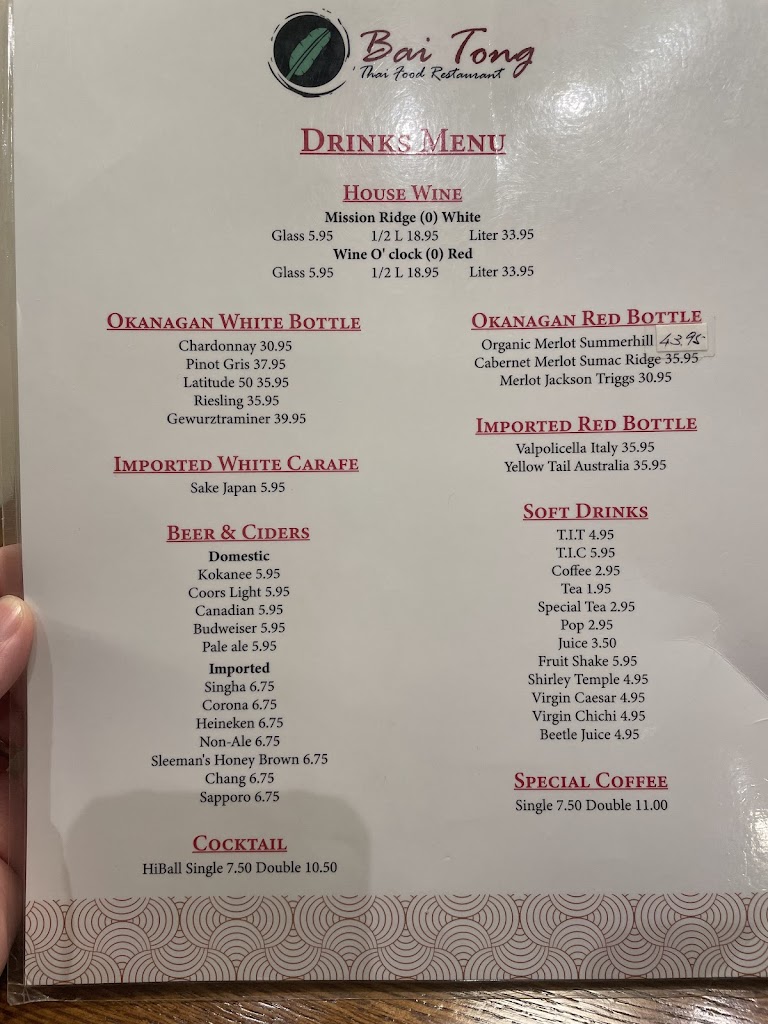 Bai Tong
Thai Food Restaurant
DRINKS MENU
HOUSE WINE
Mission Ridge (0) White
Glass 5.95 1/2 L 18.95 Liter 33.95
Wine O' clock (0) Red
Glass 5.95 1/2 L 18.95 Liter 33.95
OKANAGAN WHITE BOTTLE
Chardonnay 30.95
Pinot Gris 37.95
Latitude 50 35.95
Riesling 35.95
Gewurztraminer 39.95
IMPORTED WHITE CARAFE
Sake Japan 5.95
BEER & CIDERS
Domestic
Kokanee 5.95
Coors Light 5.95
Canadian 5.95
Budweiser 5.95
Pale ale 5.95
Imported
Singha 6.75
Corona 6.75
Heineken 6.75
Non-Ale 6.75
Sleeman's Honey Brown 6.75
Chang 6.75
Sapporo 6.75
COCKTAIL
HiBall Single 7.50 Double 10.50
OKANAGAN RED BOTTLE
Organic Merlot Summerhill 43.95
Cabernet Merlot Sumac Ridge 35.95
Merlot Jackson Triggs 30.95
IMPORTED RED BOTTLE
Valpolicella Italy 35.95
Yellow Tail Australia 35.95
SOFT DRINKS
T.I.T 4.95
T.I.C 5.95
Coffee 2.95
Tea 1.95
Special Tea 2.95
Pop 2.95
Juice 3.50
Fruit Shake 5.95
Shirley Temple 4.95
Virgin Caesar 4.95
Virgin Chichi 4.95
Beetle Juice 4.95
SPECIAL COFFEE
Single 7.50 Double 11.00